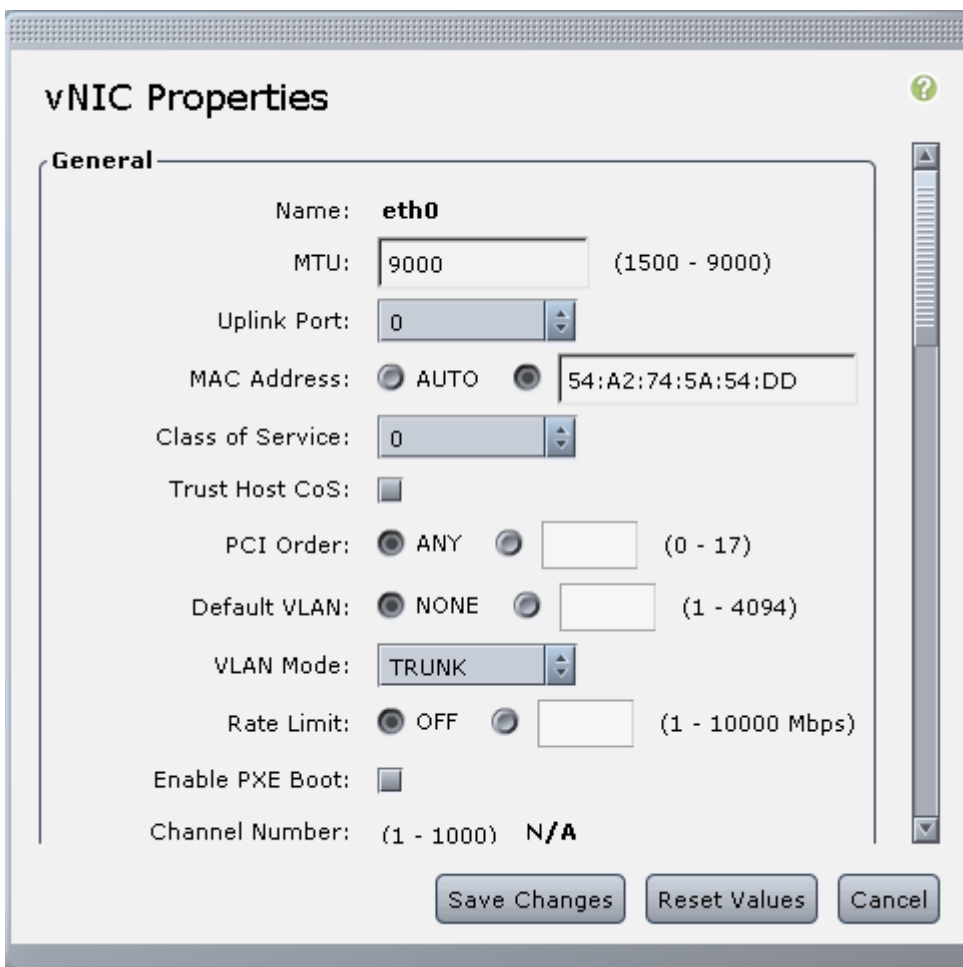 vNIC Properties
?
General
Name: eth0
MTU: 9000 (1500 - 9000)
Uplink Port: 0
MAC Address: AUTO 54:A2:74:5A:54:DD
Class of Service: 0
Trust Host CoS:
PCI Order: ANY (0 - 17)
Default VLAN: NONE (1 - 4094)
VLAN Mode: TRUNK
Rate Limit: OFF (1 - 10000 Mbps)
Enable PXE Boot:
Channel Number: (1 - 1000) N/A
Save Changes Reset Values Cancel